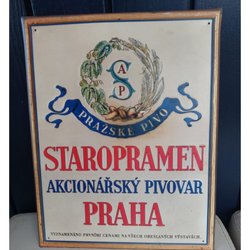 A
S
P
PRAŽSKÉ PIVO
STAROPRAMEN
AKCIONÁŘSKÝ PIVOVAR
PRAHA
VYZNAMENÁNO PRVNÍMI CENAMI NA VŠECH OBESLANÝCH VÝSTAVÁCH.